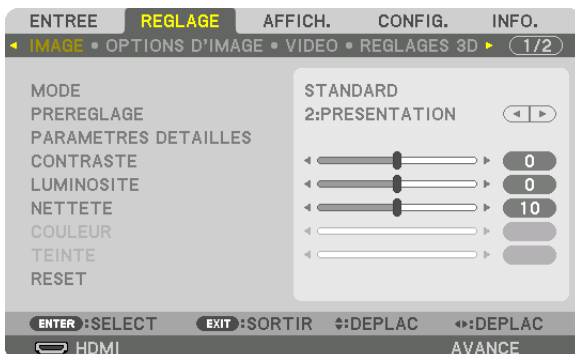 ENTREE REGLAGE AFFICH. CONFIG. INFO.
IMAGE • OPTIONS D'IMAGE • VIDEO • REGLAGES 3D 1/2
MODE STANDARD
PREREGLAGE 2:PRESENTATION
PARAMETRES DETAILLES
CONTRASTE 0
LUMINOSITE 0
NETTETE 10
COULEUR
TEINTE
RESET
ENTER:SELECT EXIT:SORTIR :DEPLAC :DEPLAC
HDMI AVANCE